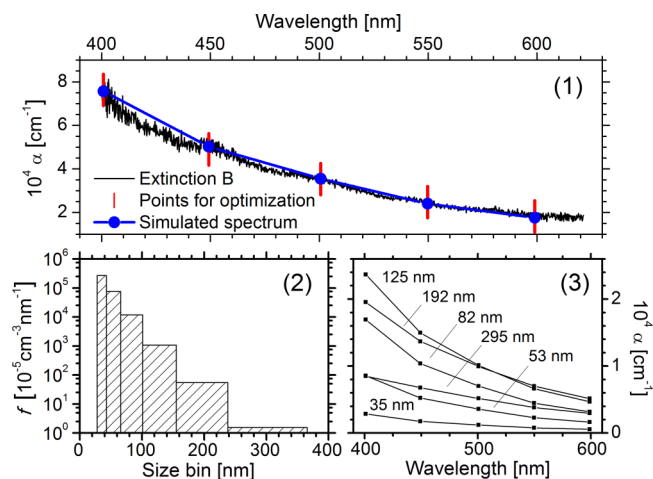 Wavelength [nm]
400 450 500 550 600
8
6
4
2
10⁴ α [cm⁻¹]
(1)
Extinction B
Points for optimization
Simulated spectrum
10⁶
10⁵
10⁴
10³
10²
10¹
10⁰
f [10⁻⁵cm⁻³nm⁻¹]
(2)
0 100 200 300 400
Size bin [nm]
(3)
125 nm
192 nm
82 nm
295 nm
53 nm
35 nm
2
1
0
10⁴ α [cm⁻¹]
400 450 500 550 600
Wavelength [nm]